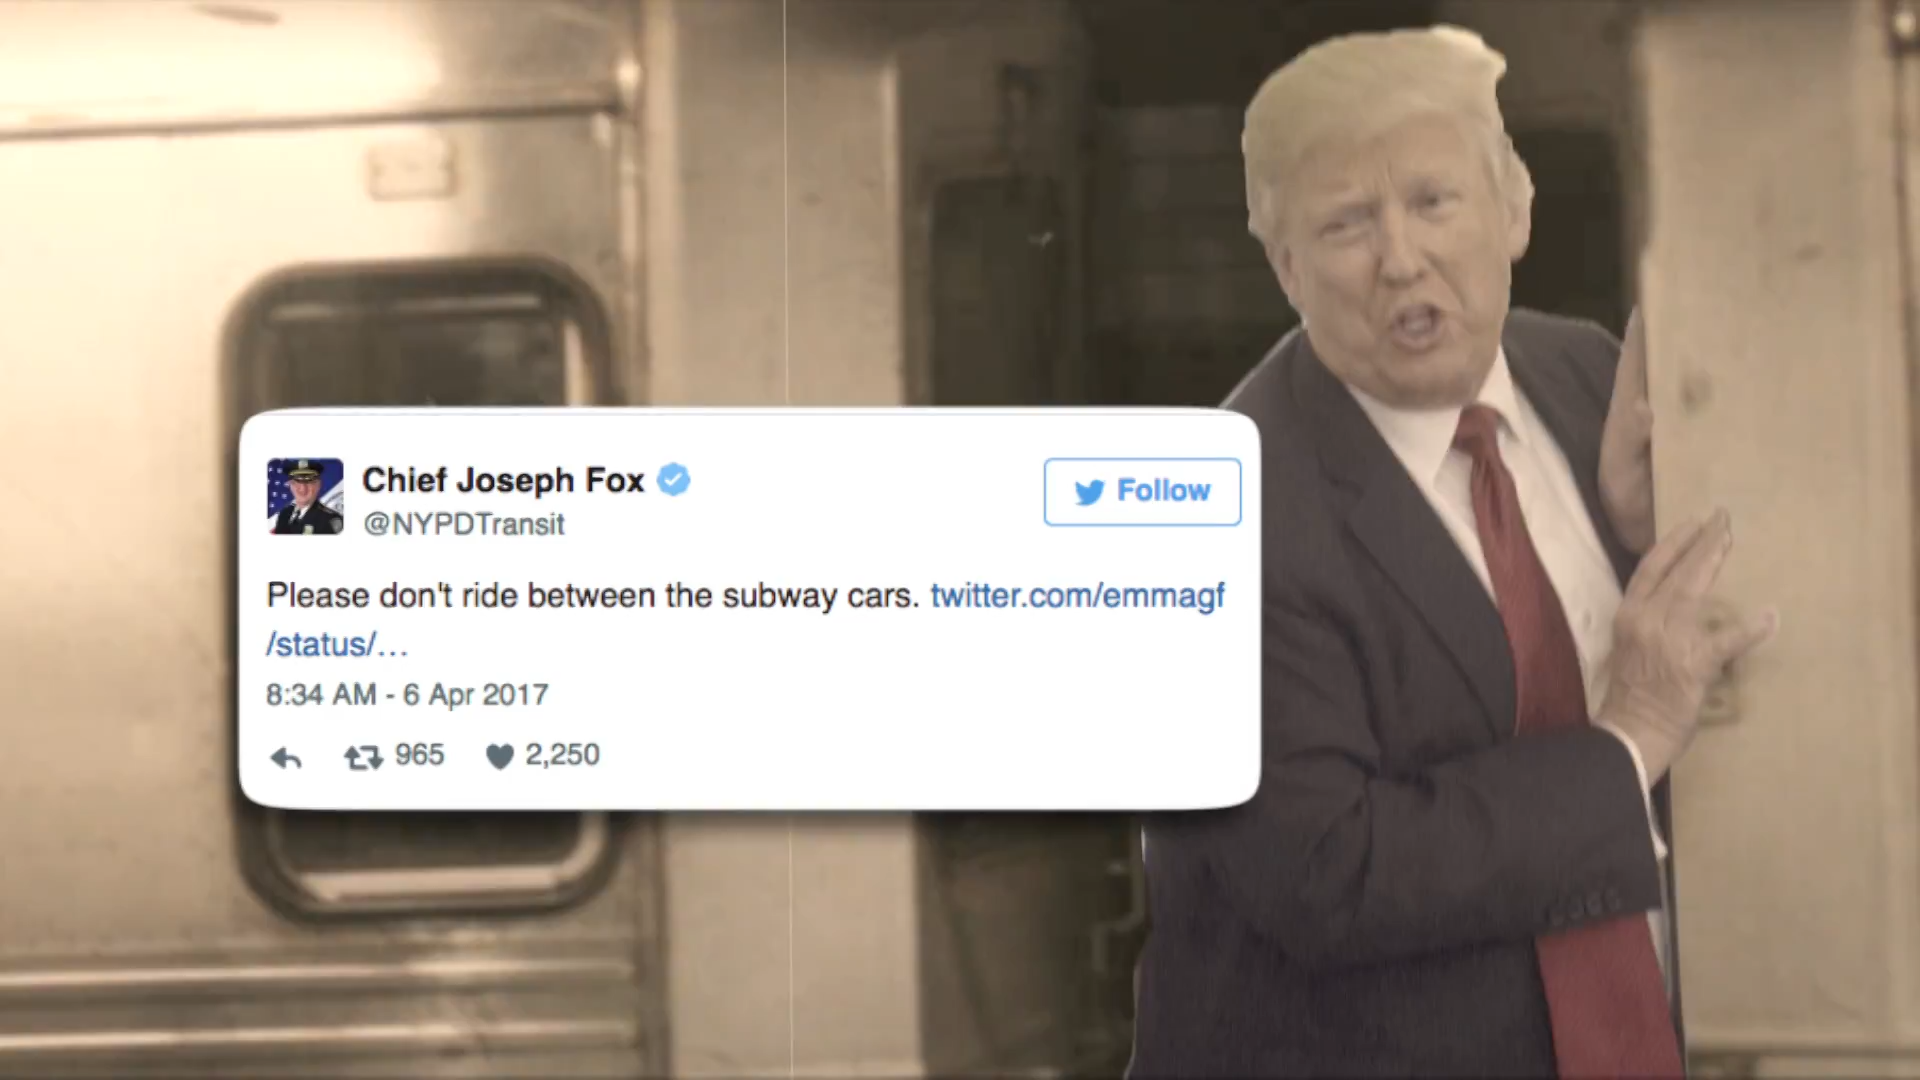 Chief Joseph Fox
@NYPDTransit
Follow
Please don't ride between the subway cars. twitter.com/emmagf
/status/...
8:34 AM - 6 Apr 2017
965 2,250